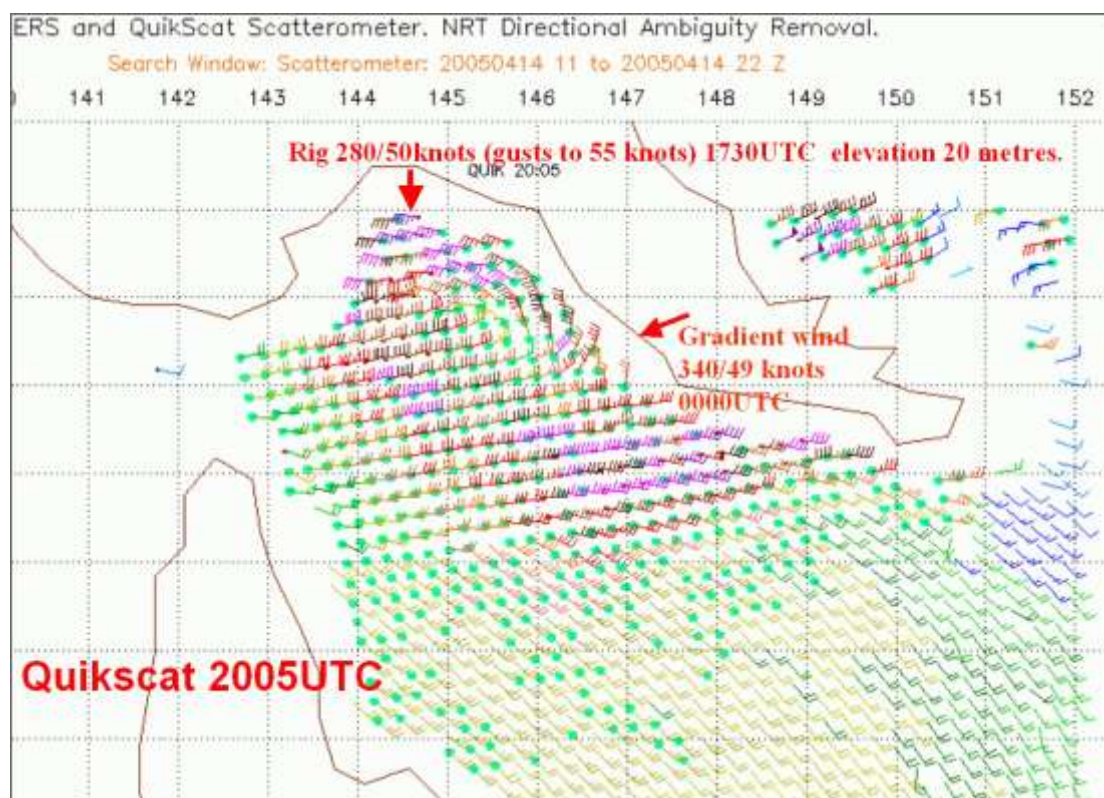 ERS and QuikScat Scatterometer. NRT Directional Ambiguity Removal.
Search Window: Scatterometer: 20050414 11 to 20050414 22 Z
141 142 143 144 145 146 147 148 149 150 151 152
Rig 280/50knots (gusts to 55 knots) 1730UTC elevation 20 metres.
QUIK 20:05
Gradient wind
340/49 knots
0000UTC
Quikscat 2005UTC